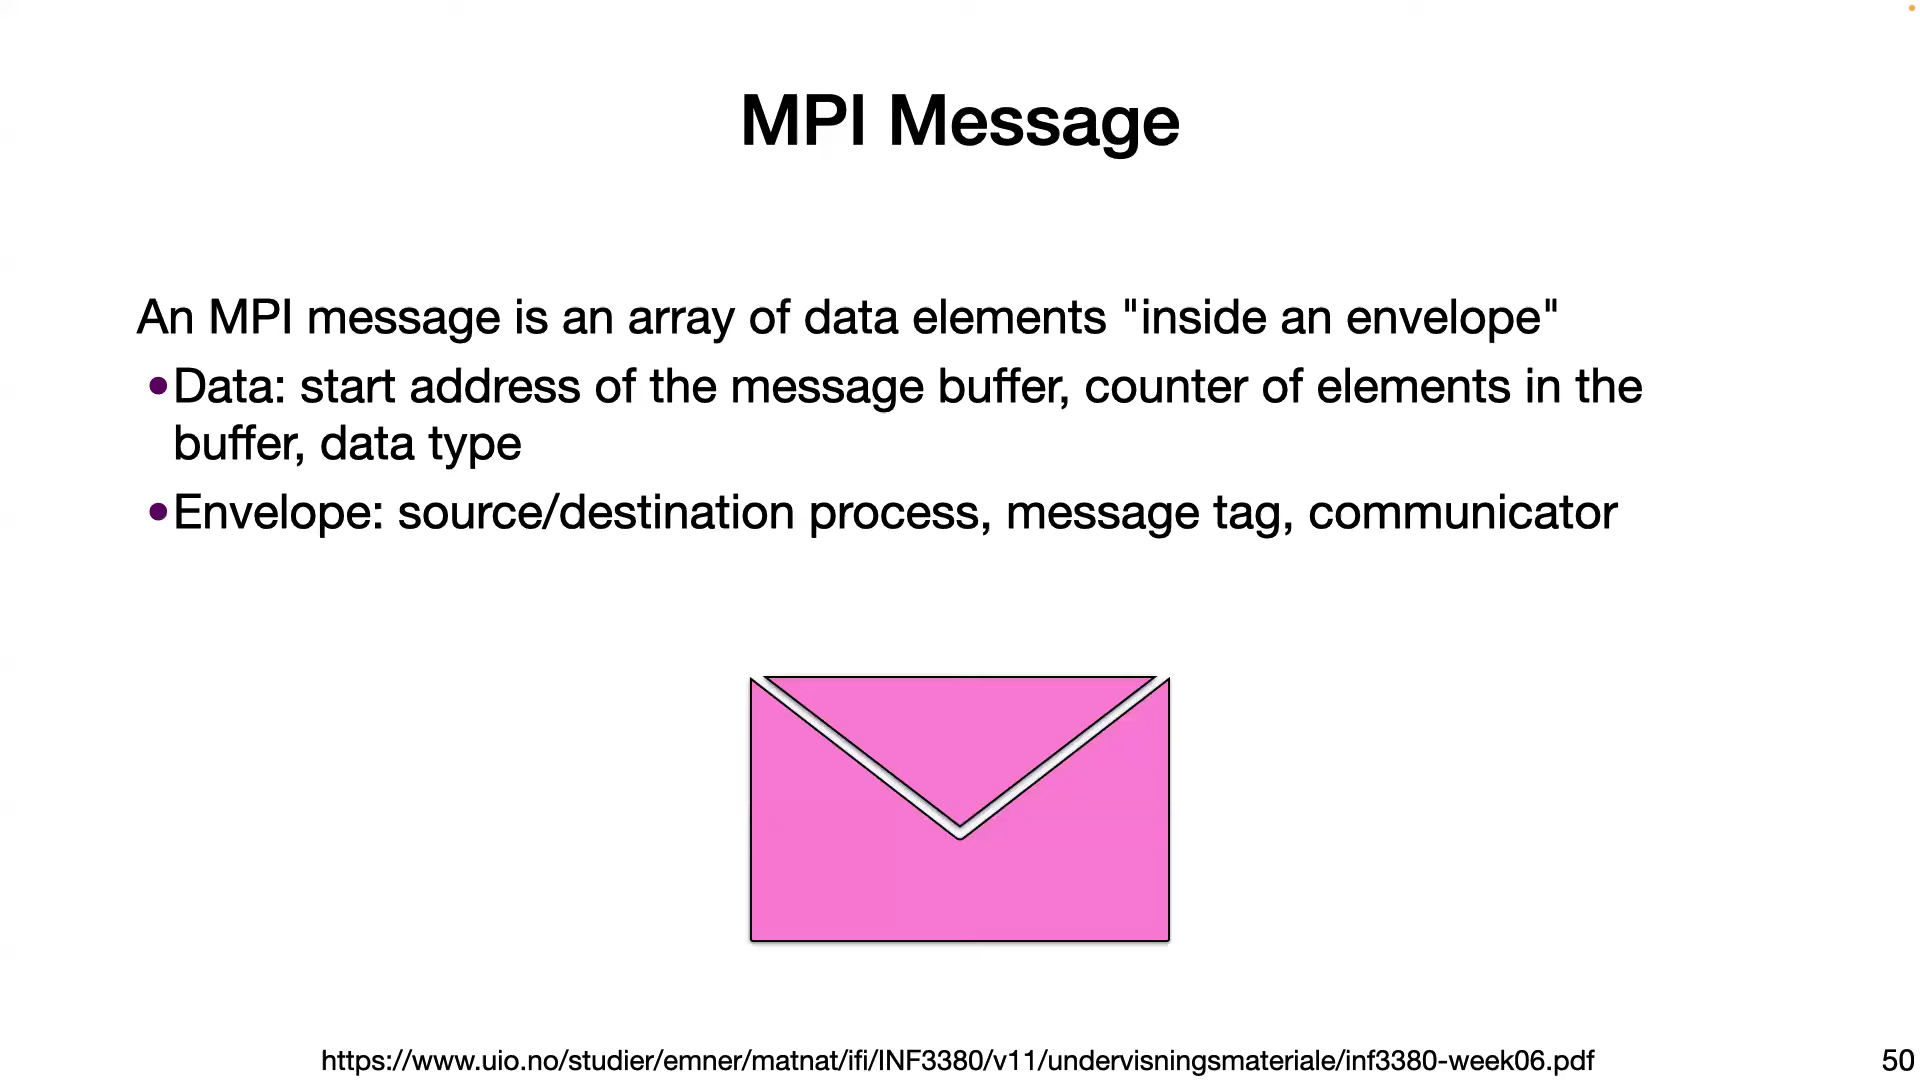 MPI Message
An MPI message is an array of data elements "inside an envelope"
•Data: start address of the message buffer, counter of elements in the
buffer, data type
•Envelope: source/destination process, message tag, communicator
https://www.uio.no/studier/emner/matnat/ifi/INF3380/v11/undervisningsmateriale/inf3380-week06.pdf
50